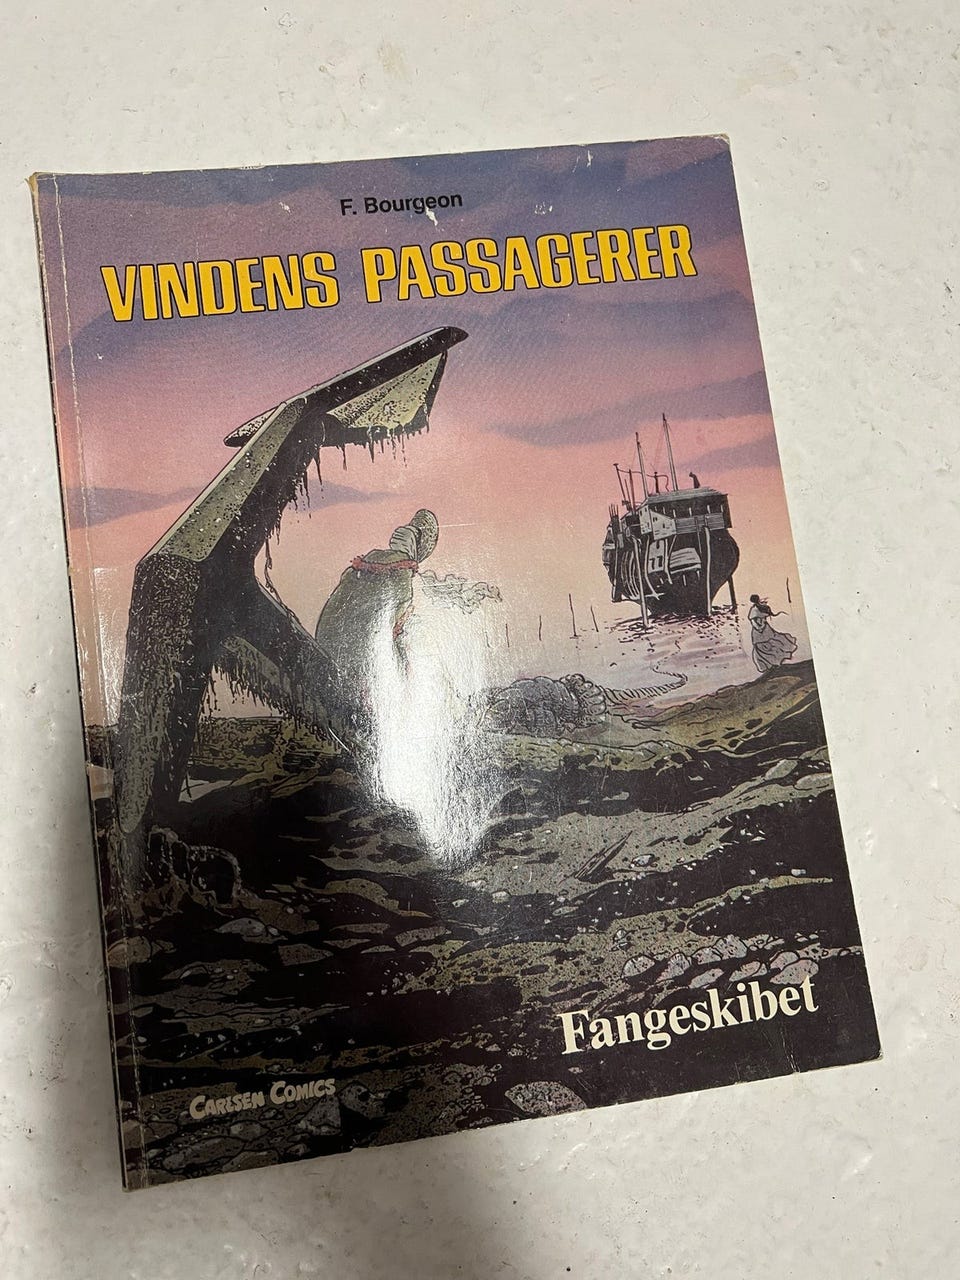 F. Bourgeon
VINDENS PASSAGERER
Fangeskibet
CARLSEN COMICS